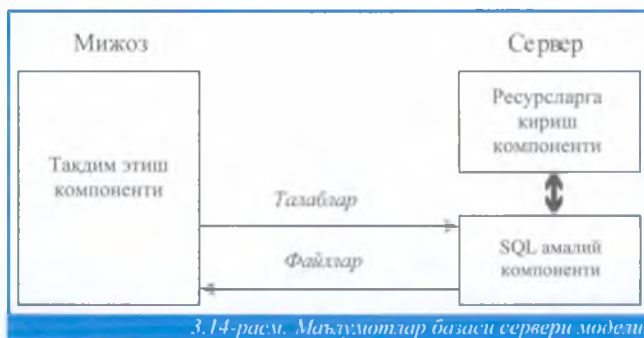 Мижоз
Сервер
Тақдим этиш
компоненти
Ресурсларга
кириш
компоненти
Талаблар
Файллар
SQL амалий
компоненти
3.14-расм. Маълумотлар базаси сервери модели